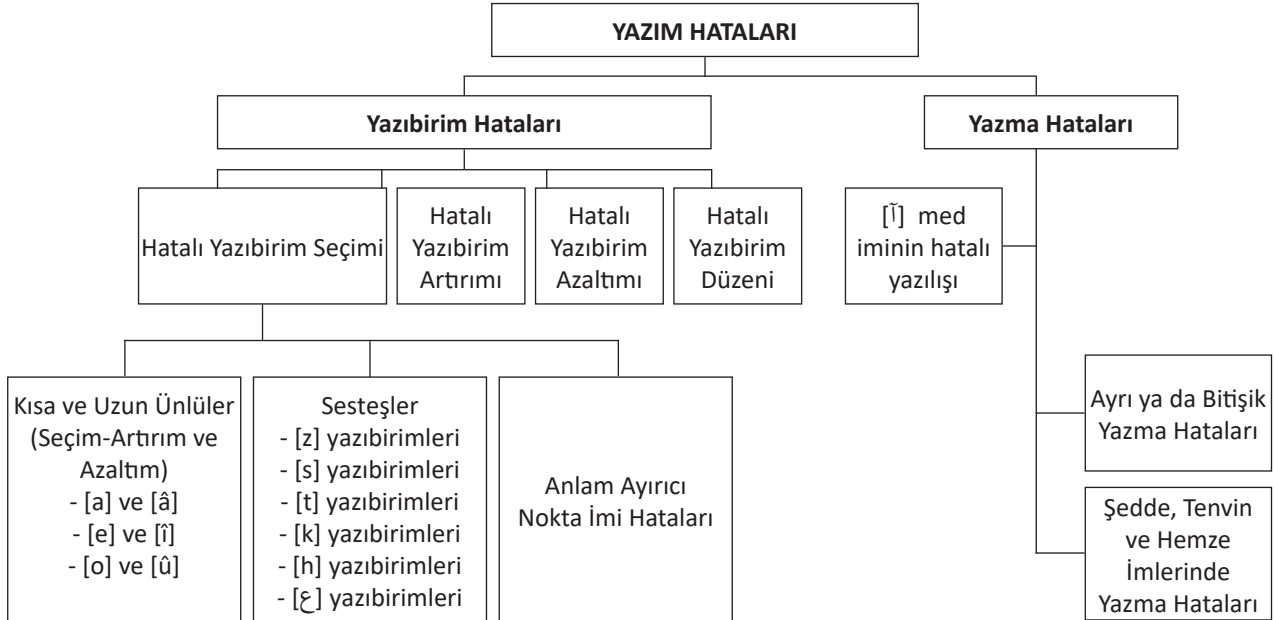 YAZIM HATALARI
Yazıbirim Hataları
Yazma Hataları
Hatalı Yazıbirim Seçimi
Hatalı
Yazıbirim
Artırımı
Hatalı
Yazıbirim
Azaltımı
Hatalı
Yazıbirim
Düzeni
[آ] med
iminin hatalı
yazılışı
Kısa ve Uzun Ünlüler
(Seçim-Artırım ve
Azaltım)
- [a] ve [â]
- [e] ve [î]
- [o] ve [û]
Sesteşler
- [z] yazıbirimleri
- [s] yazıbirimleri
- [t] yazıbirimleri
- [k] yazıbirimleri
- [h] yazıbirimleri
- [ع] yazıbirimleri
Anlam Ayırıcı
Nokta İmi Hataları
Ayrı ya da Bitişik
Yazma Hataları
Şedde, Tenvin
ve Hemze
İmlerinde
Yazma Hataları